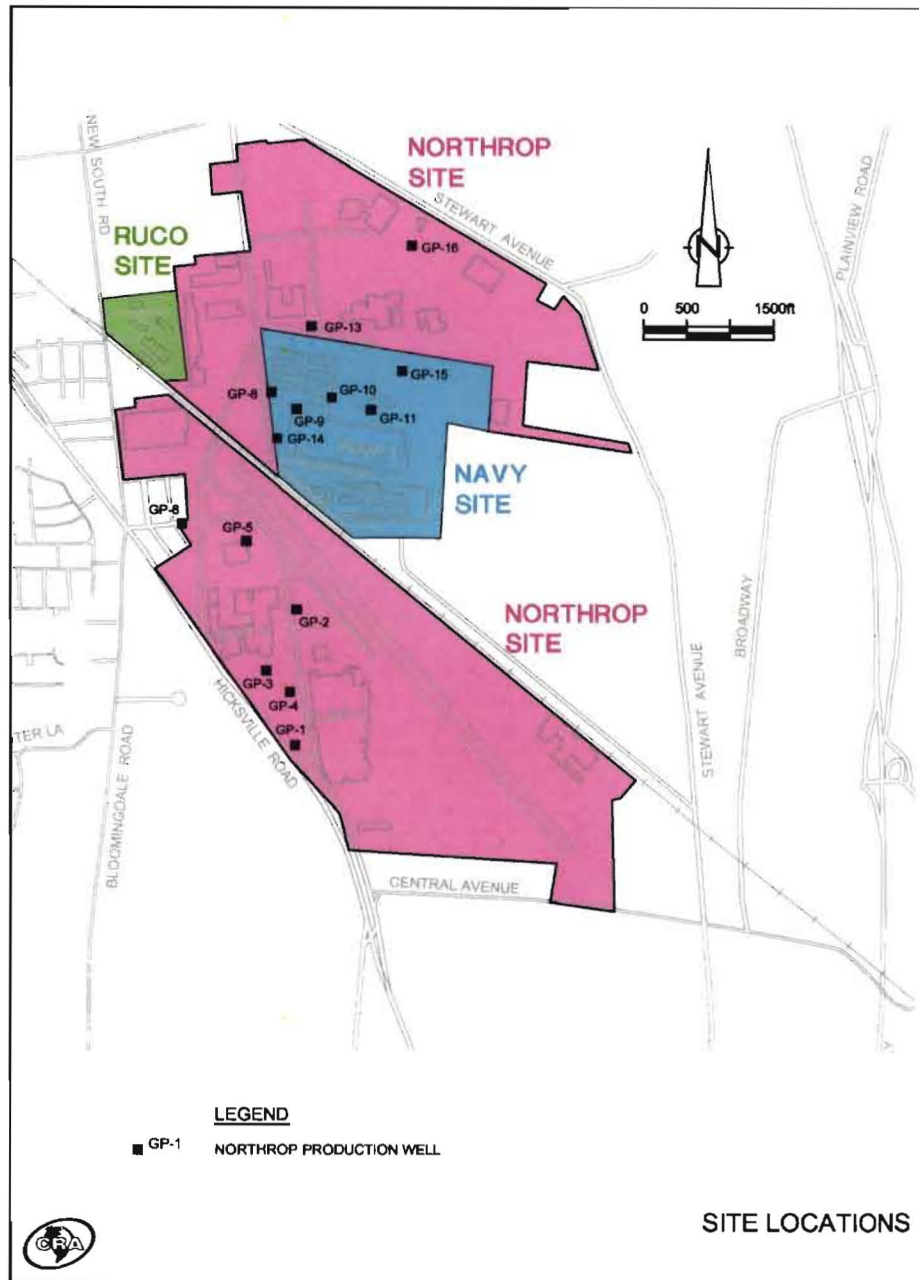 NEW SOUTH RD
NORTHROP
SITE
STEWART AVENUE
PLAINVIEW ROAD
RUCO
SITE
GP-16
N
0 500 1500ft
GP-13
GP-15
GP-8
GP-10
GP-9
GP-11
GP-14
NAVY
SITE
GP-6
GP-5
NORTHROP
SITE
GP-2
GP-3
GP-4
GP-1
HICKSVILLE ROAD
STEWART AVENUE
BROADWAY
TER LA
BLOOMINGDALE ROAD
CENTRAL AVENUE
LEGEND
GP-1 NORTHROP PRODUCTION WELL
CRA
SITE LOCATIONS